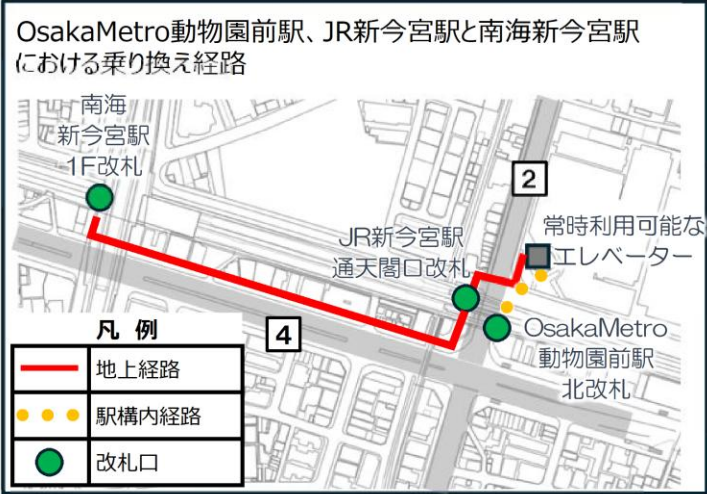 OsakaMetro動物園前駅、JR新今宮駅と南海新今宮駅
における乗り換え経路
南海
新今宮駅
1F改札
2
常時利用可能な
エレベーター
JR新今宮駅
通天閣口改札
4
OsakaMetro
動物園前駅
北改札
凡 例
地上経路
駅構内経路
改札口